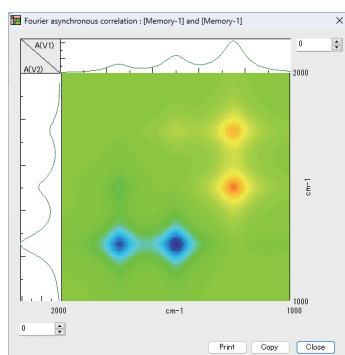 Fourier asynchronous correlation : [Memory-1] and [Memory-1]
A(V1)
0
A(V2)
2000
cm-1
1000
2000
cm-1
1000
0
Print
Copy
Close